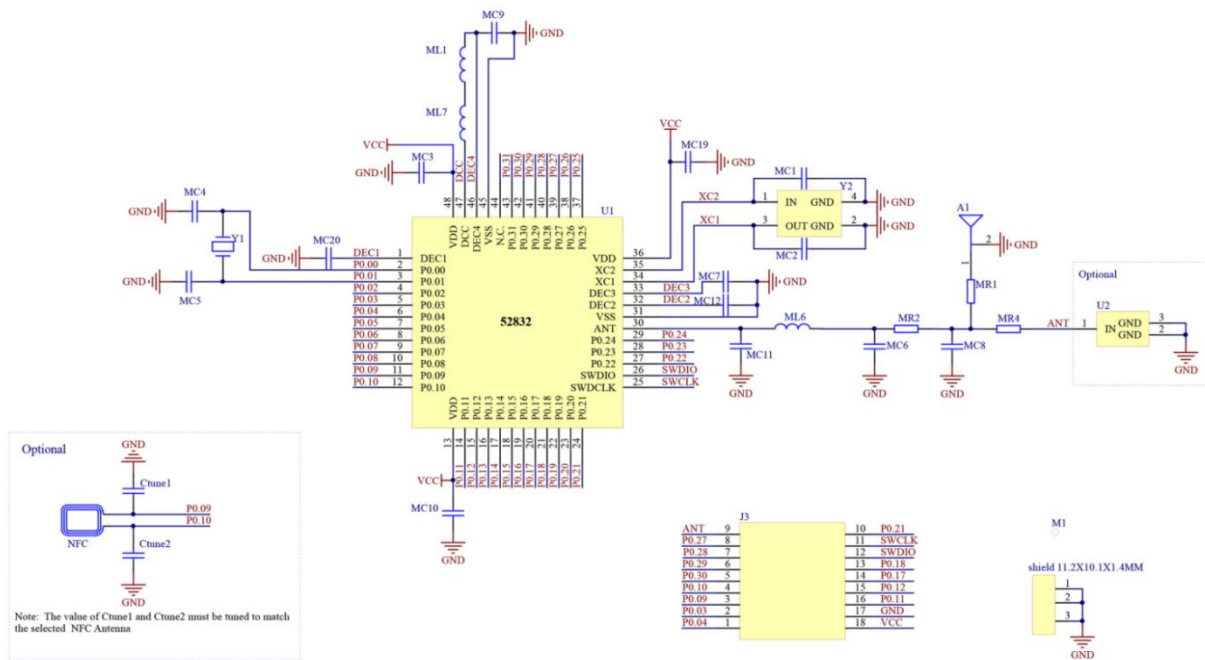 MC9
GND
ML1
ML7
VCC
MC3
GND
DCC
DEC4
P0.31
P0.30
P0.29
P0.28
P0.27
P0.26
P0.25
48
47
46
45
44
43
42
41
40
39
38
37
U1
VDD
DCC
DEC4
VSS
N.C.
P0.31
P0.30
P0.29
P0.28
P0.27
P0.26
P0.25
MC4
GND
Y1
GND
MC5
GND
MC20
DEC1 1 DEC1
P0.00 2 P0.00
P0.01 3 P0.01
P0.02 4 P0.02
P0.03 5 P0.03
P0.04 6 P0.04
P0.05 7 P0.05
P0.06 8 P0.06
P0.07 9 P0.07
P0.08 10 P0.08
P0.09 11 P0.09
P0.10 12 P0.10
52832
VDD 36
XC2 35
XC1 34
DEC3 33 DEC3
DEC2 32 DEC2
VSS 31
ANT 30
P0.24 29 P0.24
P0.23 28 P0.23
P0.22 27 P0.22
SWDIO 26 SWDIO
SWDCLK 25 SWCLK
VDD
P0.11
P0.12
P0.13
P0.14
P0.15
P0.16
P0.17
P0.18
P0.19
P0.20
P0.21
13
14
15
16
17
18
19
20
21
22
23
24
P0.11
P0.12
P0.13
P0.14
P0.15
P0.16
P0.17
P0.18
P0.19
P0.20
P0.21
VCC
MC10
GND
VCC
MC19
GND
MC1
Y2
XC2 1 IN GND 4 GND
XC1 3 OUT GND 2 GND
MC2
MC7
GND
MC12
ML6
MC11
GND
MC6
GND
MR2
MC8
GND
A1
2
GND
1
MR1
MR4
ANT
Optional
U2
1 IN GND 3
GND 2
GND
Optional
GND
Ctune1
P0.09
P0.10
NFC
Ctune2
GND
Note: The value of Ctune1 and Ctune2 must be tuned to match
the selected NFC Antenna
J3
ANT 9 10 P0.21
P0.27 8 11 SWCLK
P0.28 7 12 SWDIO
P0.29 6 13 P0.18
P0.30 5 14 P0.17
P0.10 4 15 P0.12
P0.09 3 16 P0.11
P0.03 2 17 GND
P0.04 1 18 VCC
M1
shield 11.2X10.1X1.4MM
1
2
3
GND